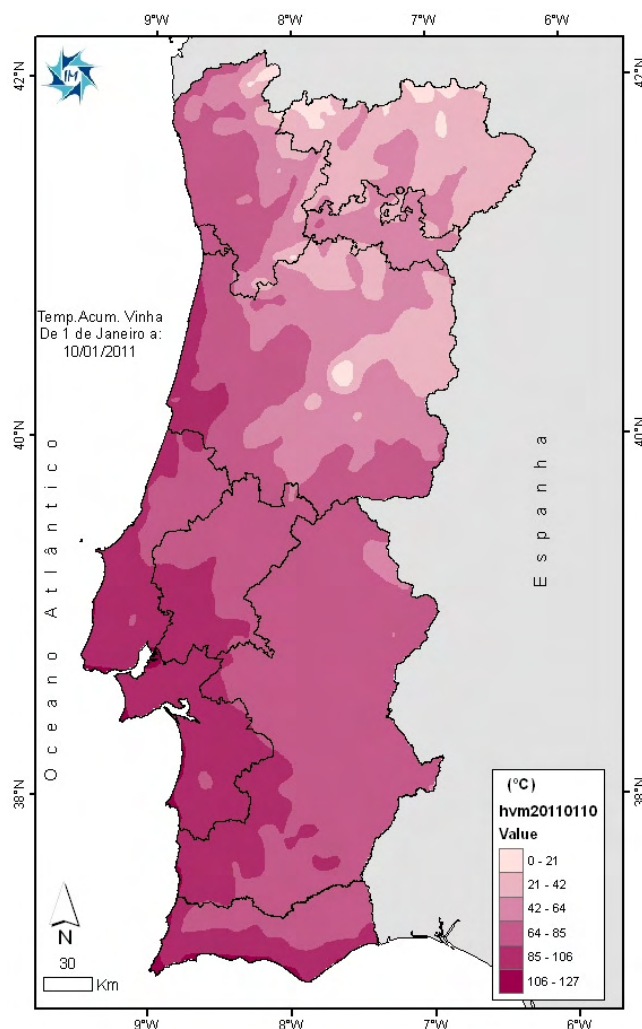 9°W 8°W 7°W 6°W
42°N 42°N
IM
Temp.Acum. Vinha
De 1 de Janeiro a:
10/01/2011
40°N 40°N
Oceano Atlântico
Espanha
38°N 38°N
(°C)
hvm20110110
Value
0 - 21
21 - 42
42 - 64
64 - 85
85 - 106
106 - 127
N
30
Km
9°W 8°W 7°W 6°W